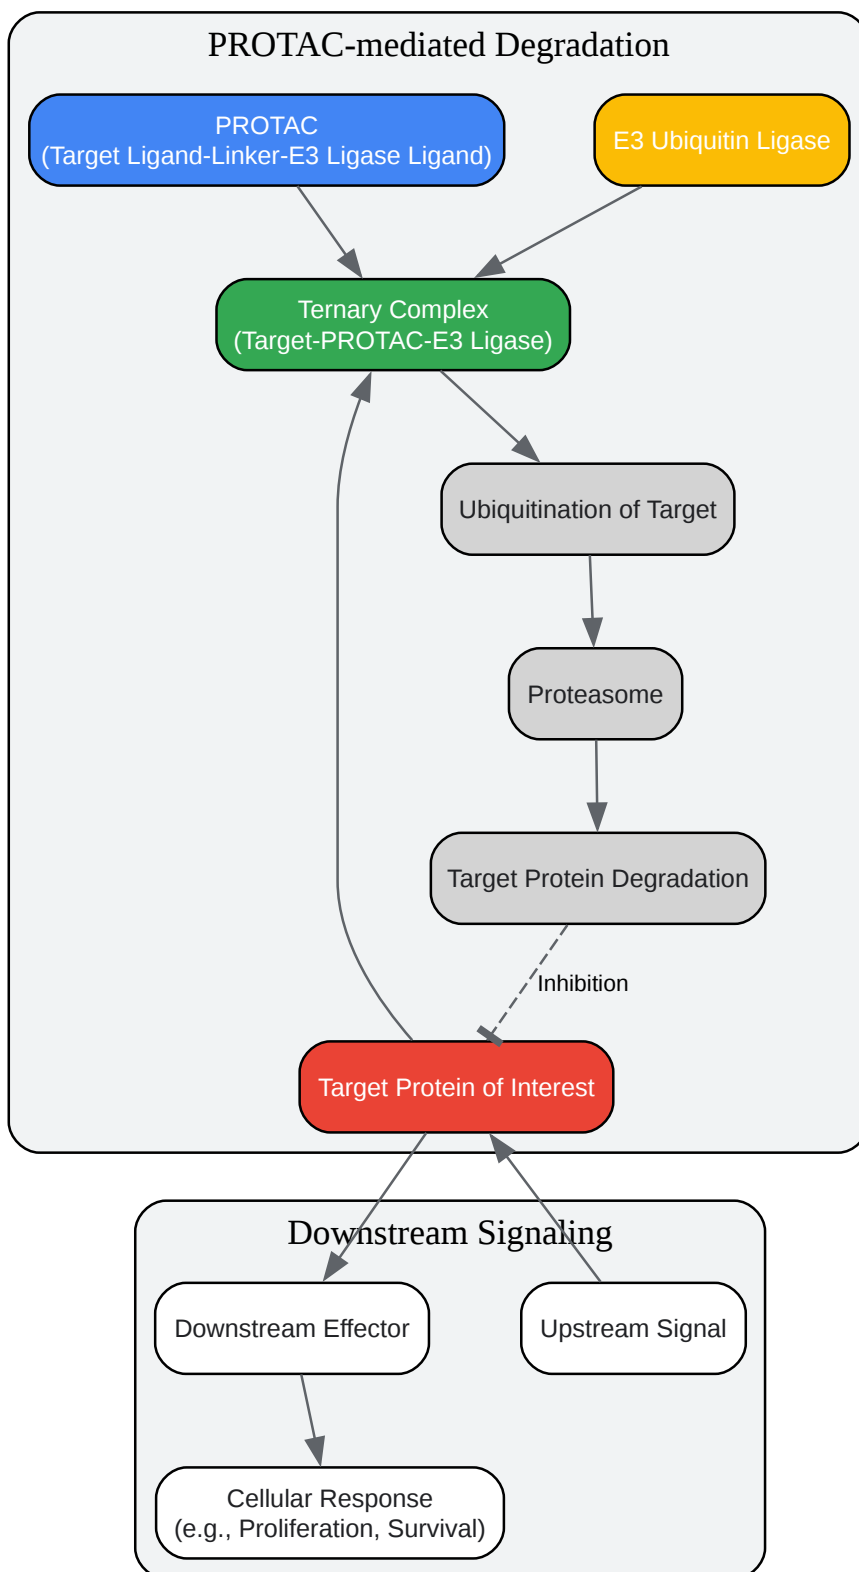 PROTAC-mediated Degradation
PROTAC
(Target Ligand-Linker-E3 Ligase Ligand)
E3 Ubiquitin Ligase
Ternary Complex
(Target-PROTAC-E3 Ligase)
Ubiquitination of Target
Proteasome
Target Protein Degradation
Inhibition
Target Protein of Interest
Downstream Signaling
Downstream Effector
Upstream Signal
Cellular Response
(e.g., Proliferation, Survival)